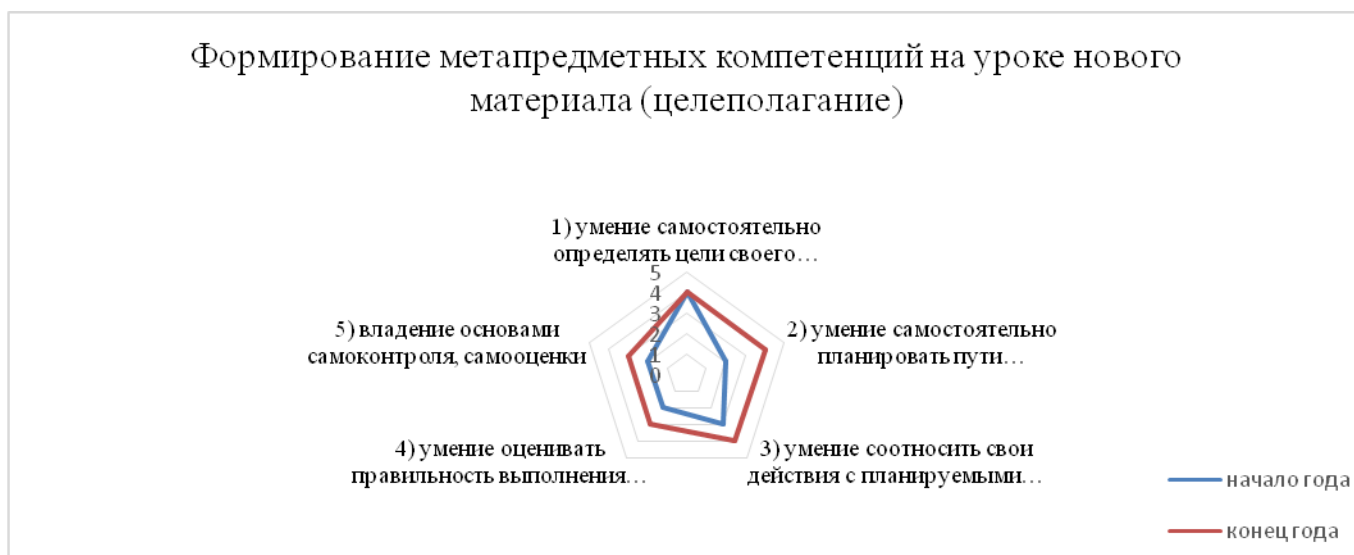 Формирование метапредметных компетенций на уроке нового
материала (целеполагание)
1) умение самостоятельно
определять цели своего…
5
4
3
2
1
0
2) умение самостоятельно
планировать пути…
3) умение соотносить свои
действия с планируемыми…
4) умение оценивать
правильность выполнения…
5) владение основами
самоконтроля, самооценки
начало года
конец года